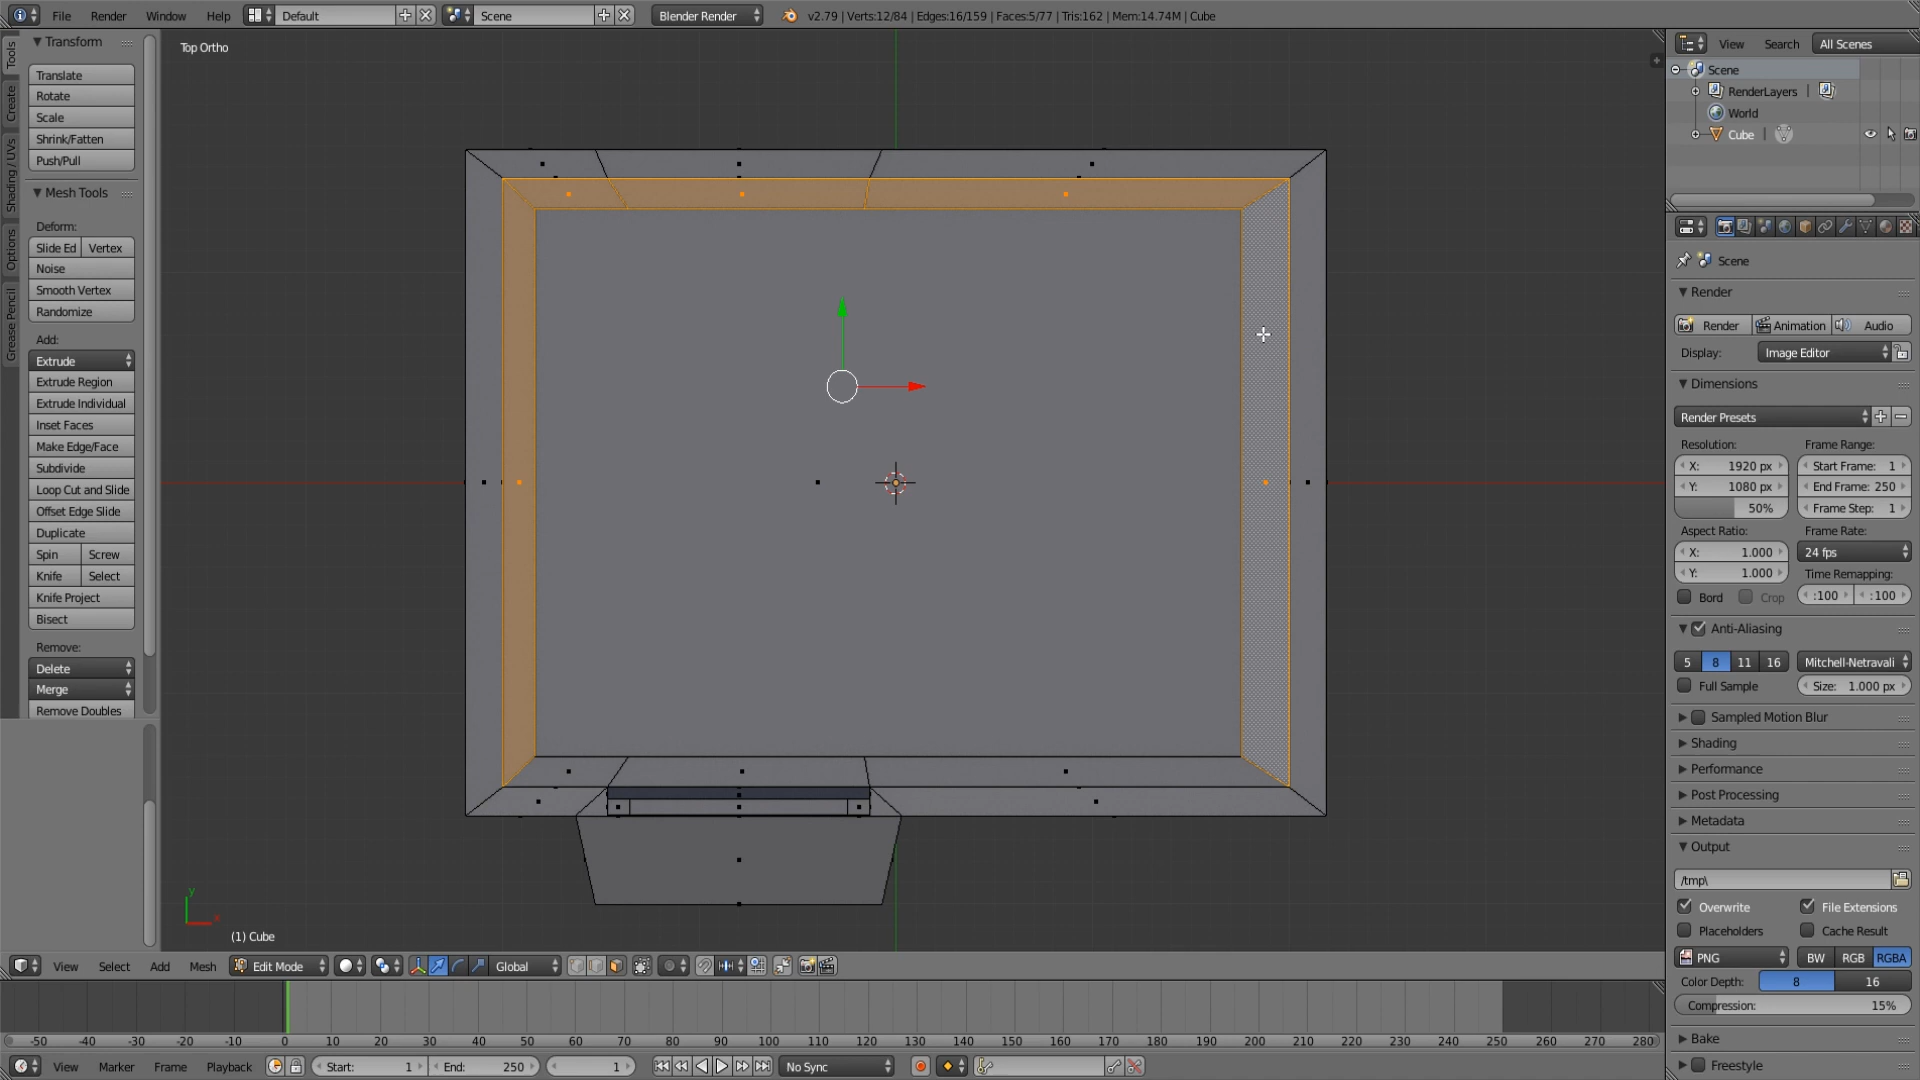 File Render Window Help Default Scene Blender Render v2.79 | Verts:12/84 | Edges:16/159 | Faces:5/77 | Tris:162 | Mem:14.74M | Cube
Tools
Create
Shading / UVs
Options
Grease Pencil
Transform
Translate
Rotate
Scale
Shrink/Fatten
Push/Pull
Mesh Tools
Deform:
Slide Ed Vertex
Noise
Smooth Vertex
Randomize
Add:
Extrude
Extrude Region
Extrude Individual
Inset Faces
Make Edge/Face
Subdivide
Loop Cut and Slide
Offset Edge Slide
Duplicate
Spin Screw
Knife Select
Knife Project
Bisect
Remove:
Delete
Merge
Remove Doubles
Top Ortho
y
x
(1) Cube
View Select Add Mesh Edit Mode Global
-50 -40 -30 -20 -10 0 10 20 30 40 50 60 70 80 90 100 110 120 130 140 150 160 170 180 190 200 210 220 230 240 250 260 270 280
View Marker Frame Playback Start: 1 End: 250 1 No Sync
View Search All Scenes
Scene
RenderLayers |
World
Cube |
Scene
Render
Render Animation Audio
Display: Image Editor
Dimensions
Render Presets
Resolution: Frame Range:
X: 1920 px Start Frame: 1
Y: 1080 px End Frame: 250
50% Frame Step: 1
Aspect Ratio: Frame Rate:
X: 1.000 24 fps
Y: 1.000 Time Remapping:
Bord Crop :100 :100
Anti-Aliasing
5 8 11 16 Mitchell-Netravali
Full Sample Size: 1.000 px
Sampled Motion Blur
Shading
Performance
Post Processing
Metadata
Output
/tmp\
Overwrite File Extensions
Placeholders Cache Result
PNG BW RGB RGBA
Color Depth: 8 16
Compression: 15%
Bake
Freestyle